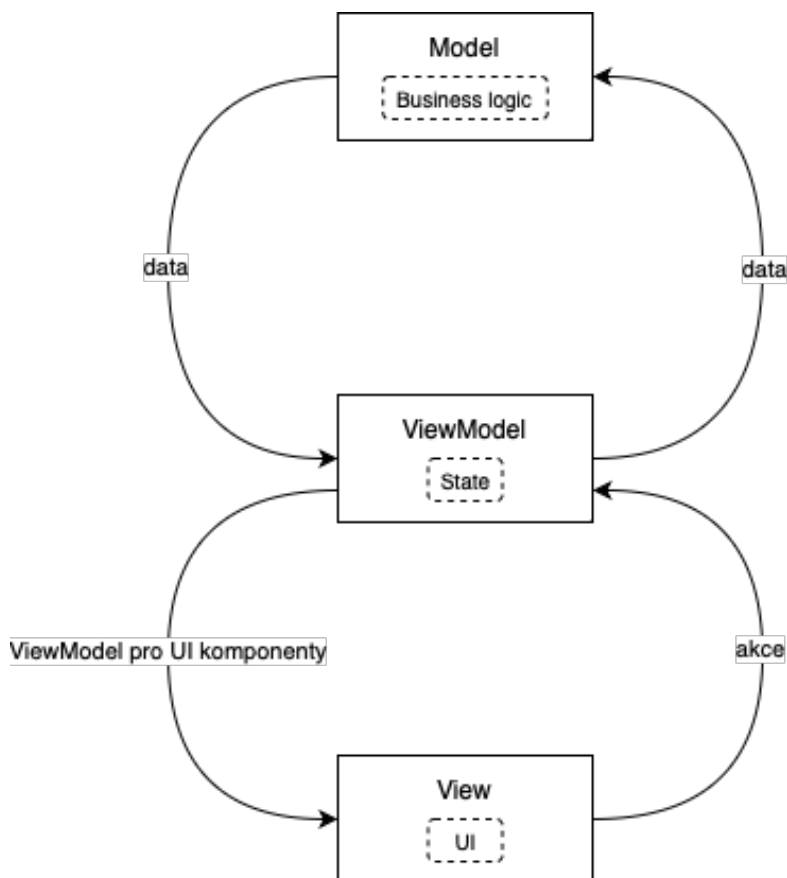 Model
Business logic
data
data
ViewModel
State
ViewModel pro UI komponenty
akce
View
UI